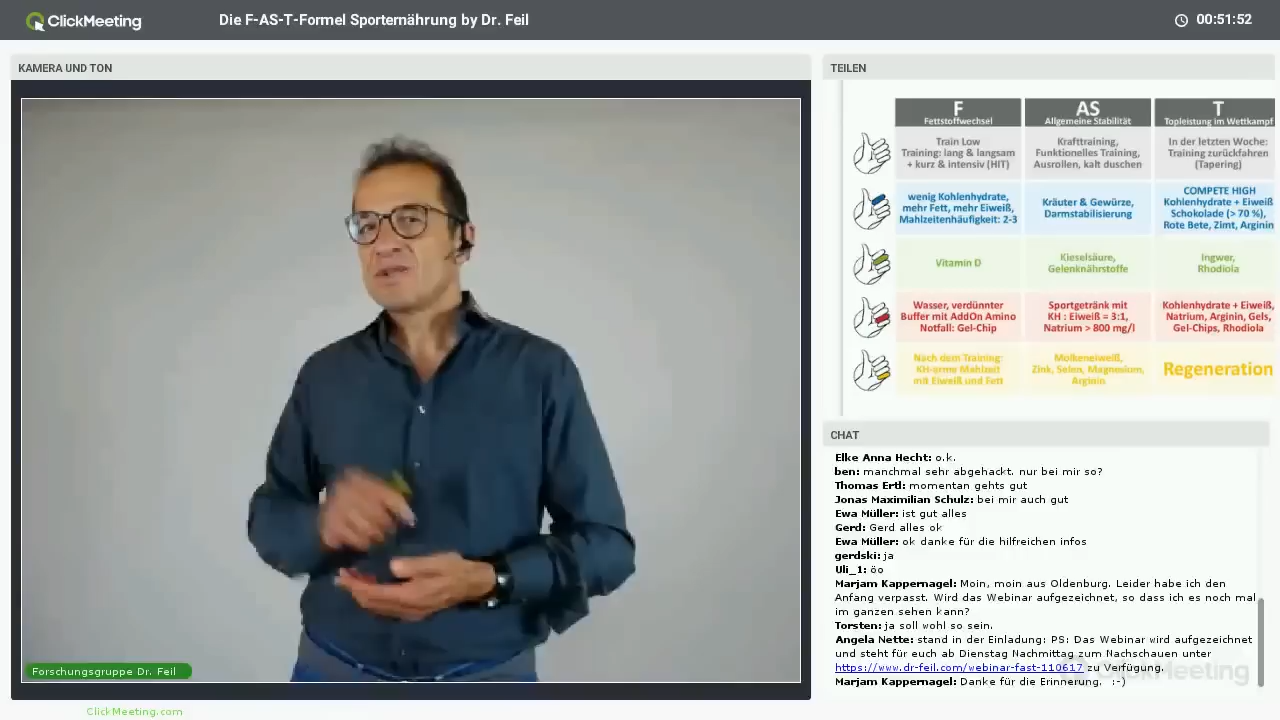 ClickMeeting
Die F-AS-T-Formel Sporternährung by Dr. Feil
00:51:52
KAMERA UND TON
Forschungsgruppe Dr. Feil
ClickMeeting.com
TEILEN
F
Fettstoffwechsel
AS
Allgemeine Stabilität
T
Topleistung im Wettkampf
Train Low
Training: lang & langsam
+ kurz & intensiv (HIT)
Krafttraining,
Funktionelles Training,
Ausrollen, kalt duschen
In der letzten Woche:
Training zurückfahren
(Tapering)
wenig Kohlenhydrate,
mehr Fett, mehr Eiweiß,
Mahlzeitenhäufigkeit: 2-3
Kräuter & Gewürze,
Darmstabilisierung
COMPETE HIGH
Kohlenhydrate + Eiweiß
Schokolade (> 70 %),
Rote Bete, Zimt, Arginin
Vitamin D
Kieselsäure,
Gelenknährstoffe
Ingwer,
Rhodiola
Wasser, verdünnter
Buffer mit AddOn Amino
Notfall: Gel-Chip
Sportgetränk mit
KH : Eiweiß = 3:1,
Natrium > 800 mg/l
Kohlenhydrate + Eiweiß,
Natrium, Arginin, Gels,
Gel-Chips, Rhodiola
Nach dem Training:
KH-arme Mahlzeit
mit Eiweiß und Fett
Molkeneiweiß,
Zink, Selen, Magnesium,
Arginin
Regeneration
CHAT
Elke Anna Hecht: o.k.
ben: manchmal sehr abgehackt. nur bei mir so?
Thomas Ertl: momentan gehts gut
Jonas Maximilian Schulz: bei mir auch gut
Ewa Müller: ist gut alles
Gerd: Gerd alles ok
Ewa Müller: ok danke für die hilfreichen infos
gerdski: ja
Uli_1: öo
Marjam Kappernagel: Moin, moin aus Oldenburg. Leider habe ich den
Anfang verpasst. Wird das Webinar aufgezeichnet, so dass ich es noch mal
im ganzen sehen kann?
Torsten: ja soll wohl so sein.
Angela Nette: stand in der Einladung: PS: Das Webinar wird aufgezeichnet
und steht für euch ab Dienstag Nachmittag zum Nachschauen unter
https://www.dr-feil.com/webinar-fast-110617 zu Verfügung.
Marjam Kappernagel: Danke für die Erinnerung. :-)
ClickMeeting